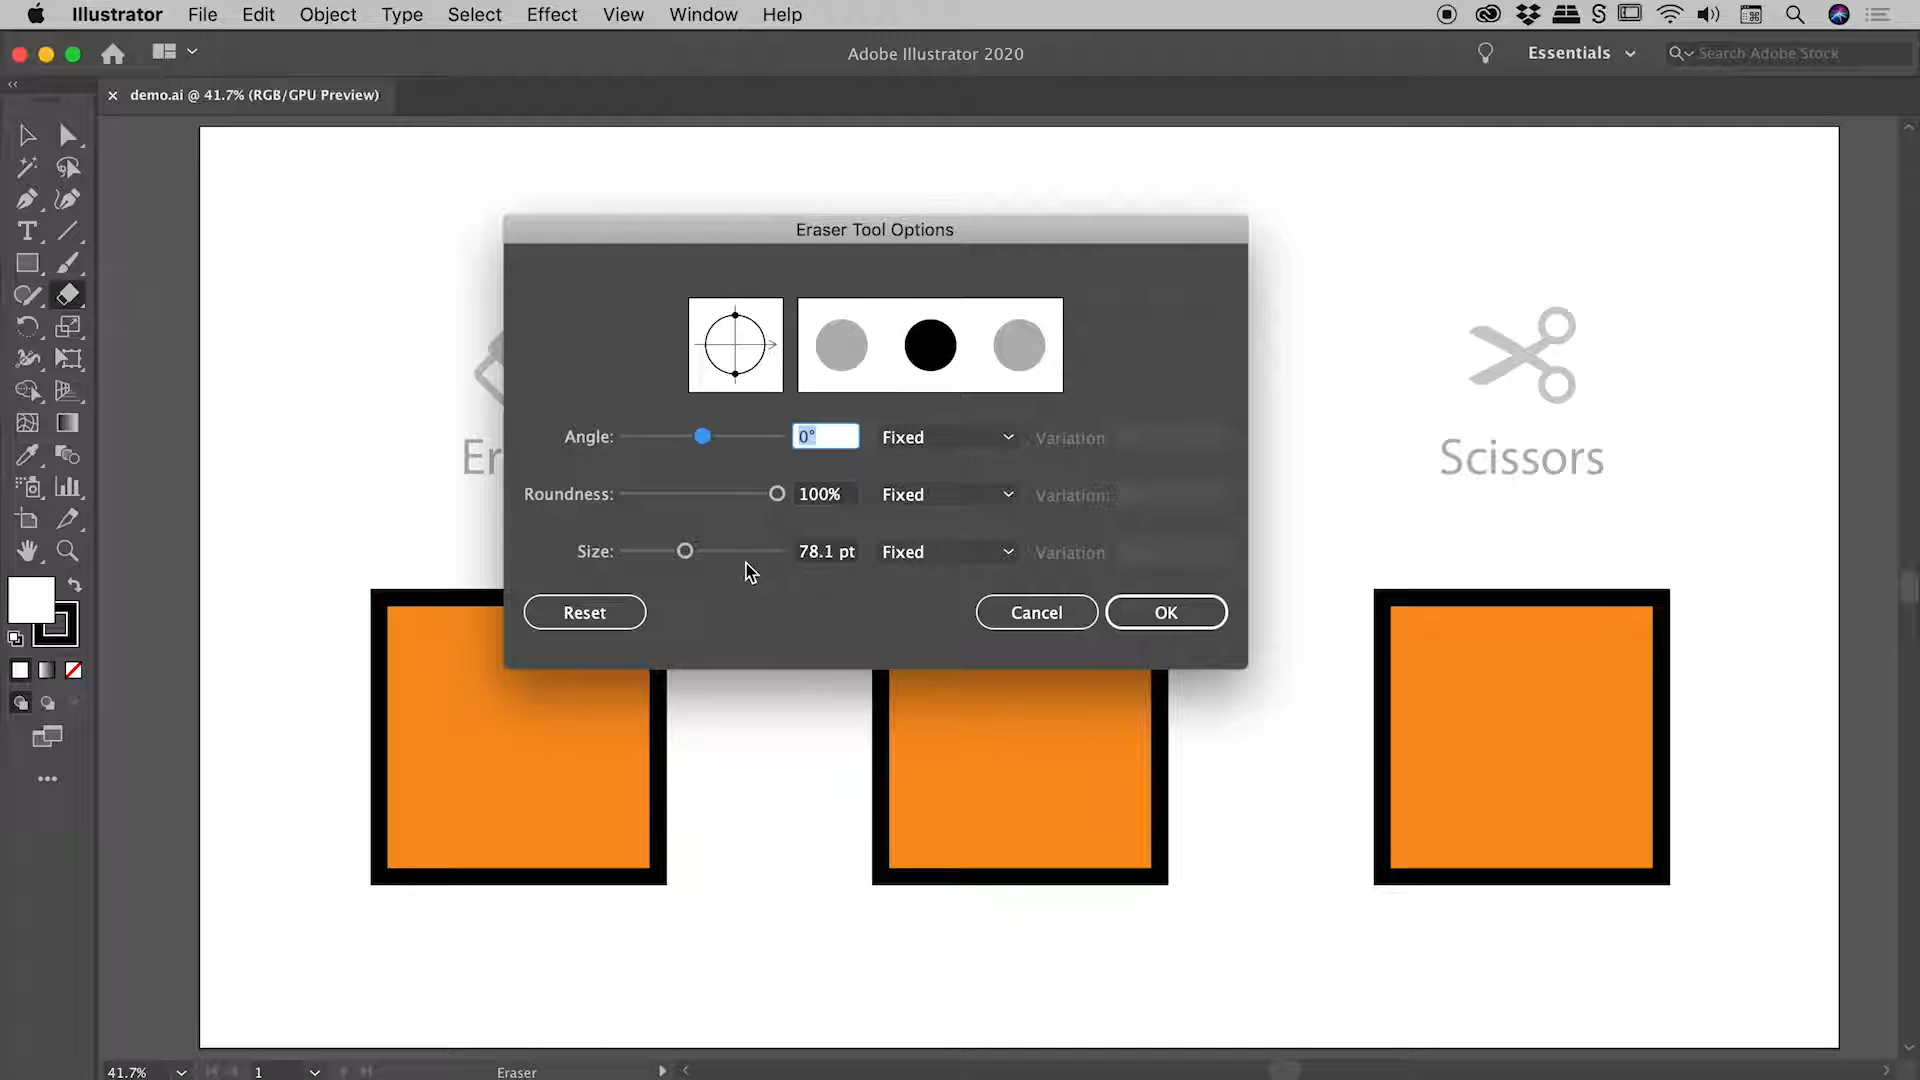 Illustrator File Edit Object Type Select Effect View Window Help
Adobe Illustrator 2020
Essentials
Search Adobe Stock
demo.ai @ 41.7% (RGB/GPU Preview)
Eraser Tool Options
Angle: 0° Fixed Variation
Er
Scissors
Roundness: 100% Fixed Variation:
Size: 78.1 pt Fixed Variation
Reset Cancel OK
41.7% 1 Eraser